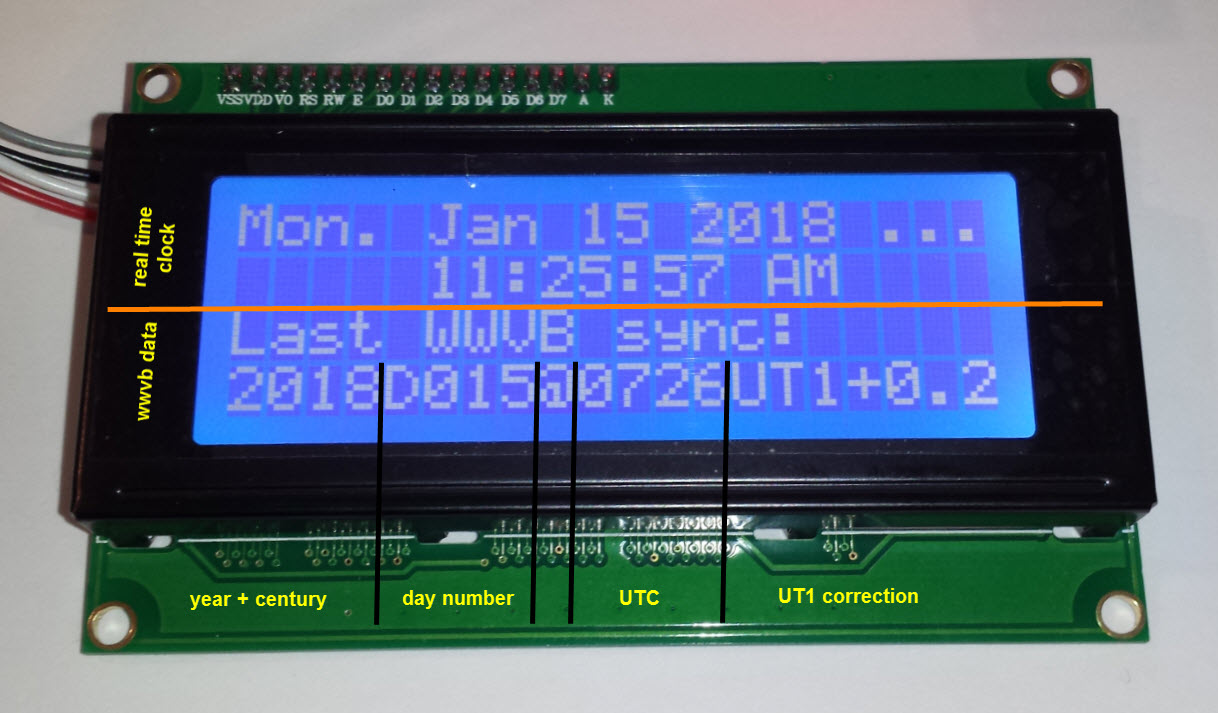 VSS VDD VO RS RW E D0 D1 D2 D3 D4 D5 D6 D7 A K
real time
clock
Mon. Jan 15 2018 ...
11:25:57 AM
wwvb data
Last WWVB sync:
2018D015@0726UT1+0.2
year + century
day number
UTC
UT1 correction